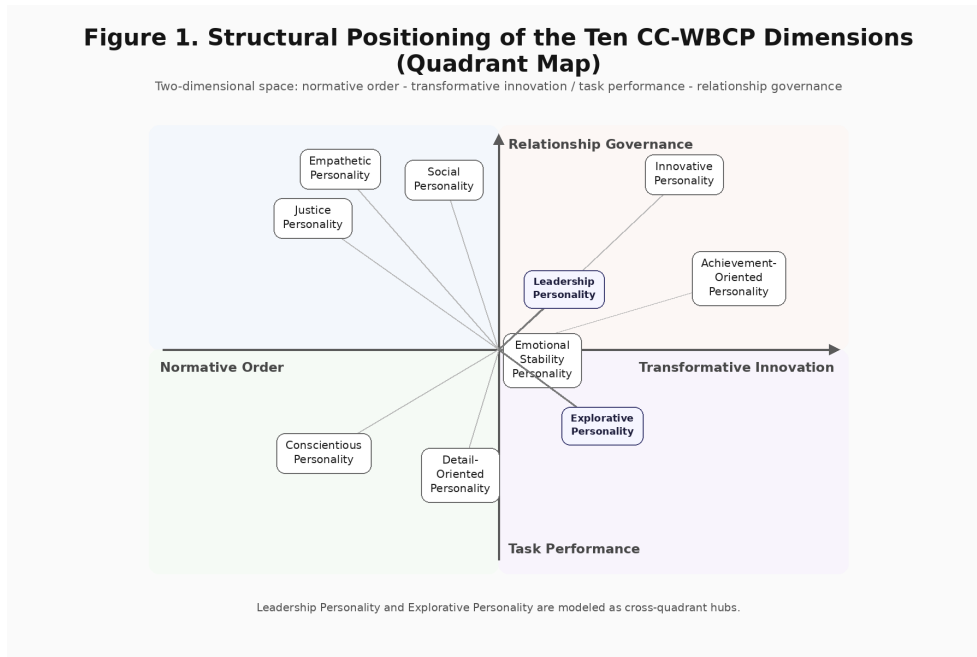 Figure 1. Structural Positioning of the Ten CC-WBCP Dimensions
(Quadrant Map)
Two-dimensional space: normative order - transformative innovation / task performance - relationship governance
Relationship Governance
Empathetic
Personality
Social
Personality
Innovative
Personality
Justice
Personality
Achievement-
Oriented
Personality
Leadership
Personality
Emotional
Stability
Personality
Normative Order
Transformative Innovation
Explorative
Personality
Conscientious
Personality
Detail-
Oriented
Personality
Task Performance
Leadership Personality and Explorative Personality are modeled as cross-quadrant hubs.